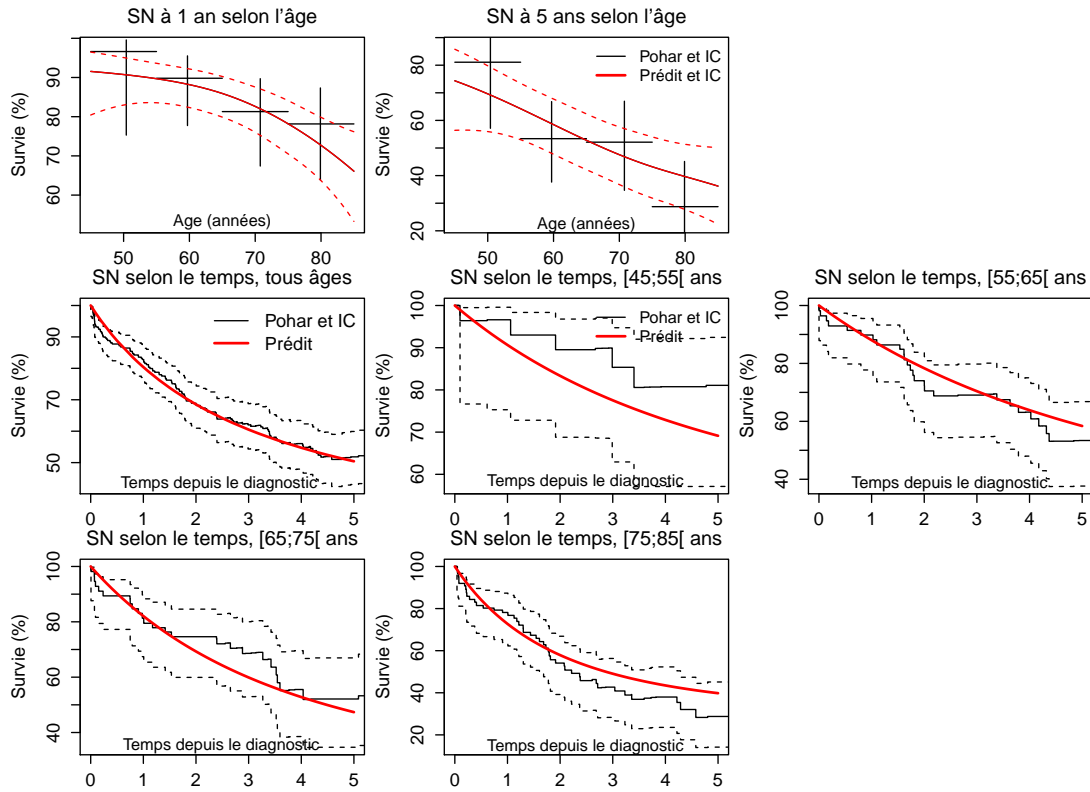 SN à 1 an selon l'âge
Survie (%)
90
80
70
60
Age (années)
50
60
70
80
SN à 5 ans selon l'âge
Pohar et IC
Prédit et IC
Survie (%)
80
60
40
20
Age (années)
50
60
70
80
SN selon le temps, tous âges
Pohar et IC
Prédit
Survie (%)
90
70
50
Temps depuis le diagnostic
0 1 2 3 4 5
SN selon le temps, [45;55[ ans
Pohar et IC
Prédit
Survie (%)
100
90
80
70
60
Temps depuis le diagnostic
0 1 2 3 4 5
SN selon le temps, [55;65[ ans
Survie (%)
100
80
60
40
Temps depuis le diagnostic
0 1 2 3 4 5
SN selon le temps, [65;75[ ans
Survie (%)
100
80
60
40
Temps depuis le diagnostic
0 1 2 3 4 5
SN selon le temps, [75;85[ ans
Survie (%)
100
80
60
40
20
Temps depuis le diagnostic
0 1 2 3 4 5